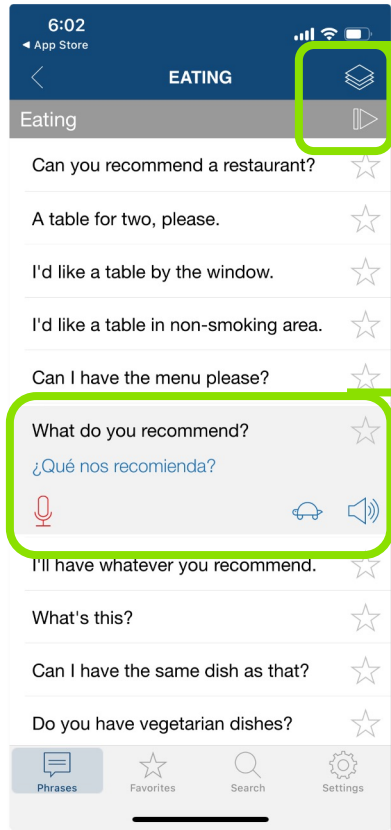 6:02
◀ App Store
EATING
Eating
Can you recommend a restaurant?
A table for two, please.
I'd like a table by the window.
I'd like a table in non-smoking area.
Can I have the menu please?
What do you recommend?
¿Qué nos recomienda?
I'll have whatever you recommend.
What's this?
Can I have the same dish as that?
Do you have vegetarian dishes?
Phrases Favorites Search Settings